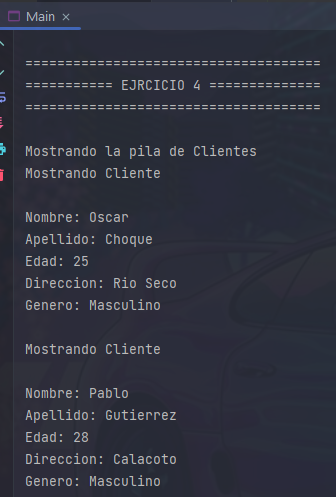 Main ×
=====================================
=========== EJRCICIO 4 ==============
=====================================
Mostrando la pila de Clientes
Mostrando Cliente
Nombre: Oscar
Apellido: Choque
Edad: 25
Direccion: Rio Seco
Genero: Masculino
Mostrando Cliente
Nombre: Pablo
Apellido: Gutierrez
Edad: 28
Direccion: Calacoto
Genero: Masculino